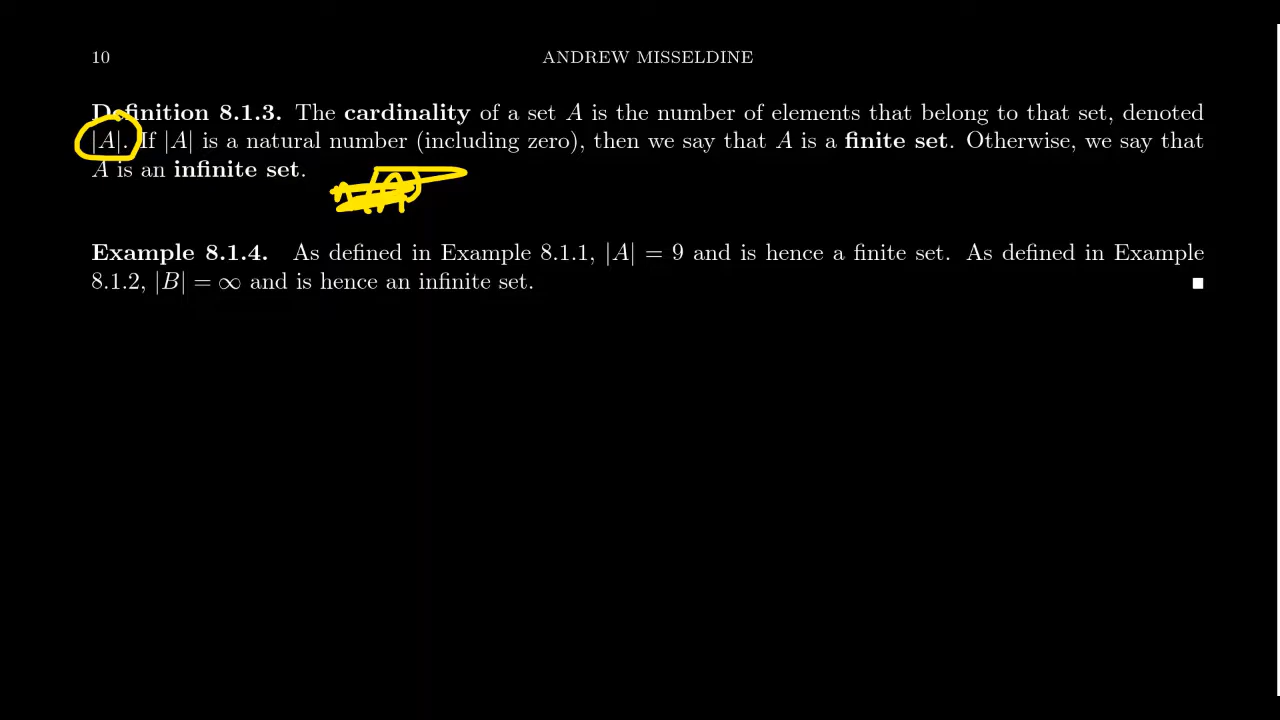 10
ANDREW MISSELDINE
Definition 8.1.3. The cardinality of a set A is the number of elements that belong to that set, denoted
|A|. If |A| is a natural number (including zero), then we say that A is a finite set. Otherwise, we say that
A is an infinite set.
Example 8.1.4. As defined in Example 8.1.1, |A| = 9 and is hence a finite set. As defined in Example
8.1.2, |B| = ∞ and is hence an infinite set.